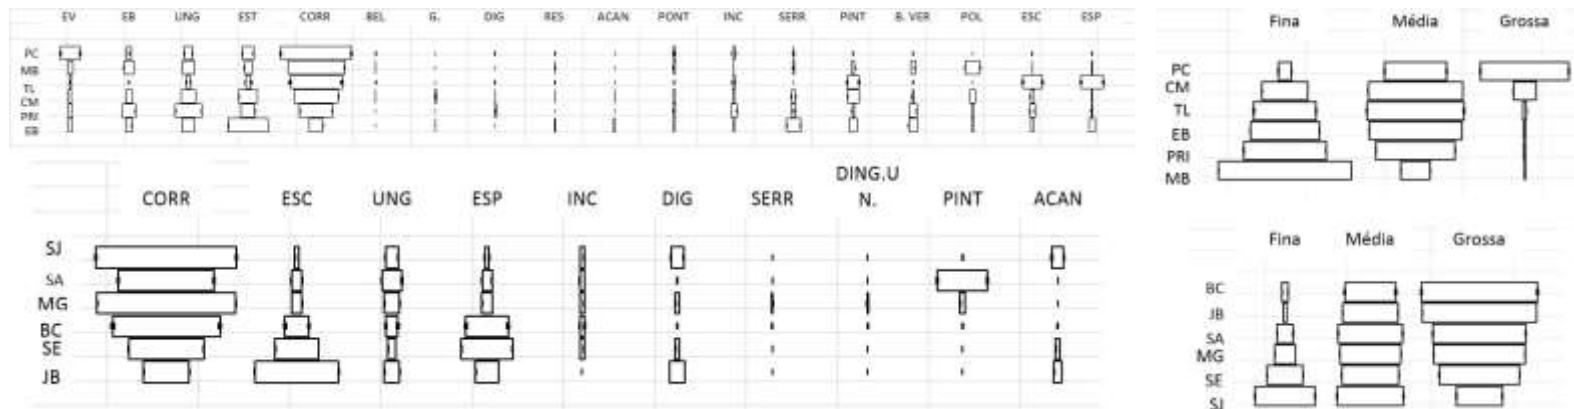 EV EB UNG EST CORR BEL G. DIG RES ACAN PONT INC SERR PINT B. VER POL ESC ESP
PC
MB
TL
CM
PRI
EB
CORR ESC UNG ESP INC DIG SERR DING.U N. PINT ACAN
SJ
SA
MG
BC
SE
JB
Fina Média Grossa
PC
CM
TL
EB
PRI
MB
Fina Média Grossa
BC
JB
SA
MG
SE
SJ